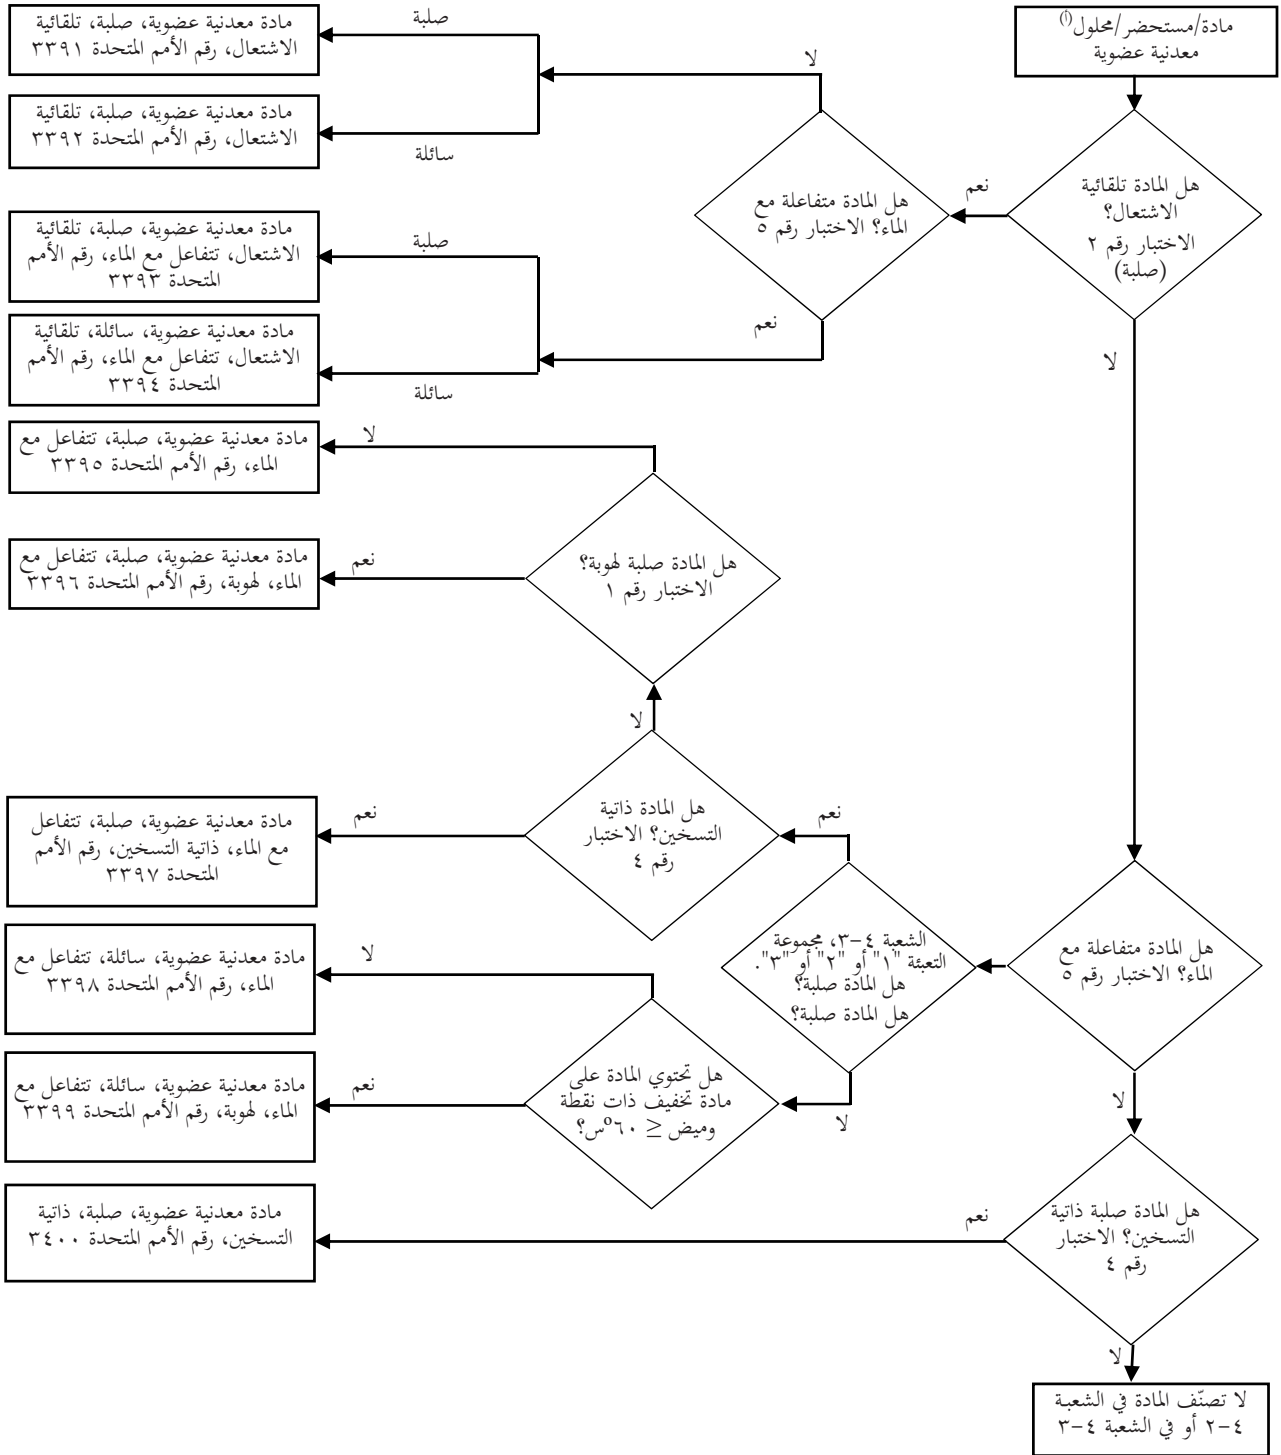 مادة/مستحضر/محلول(أ)
معدنية عضوية
هل المادة تلقائية
الاشتعال؟
الاختبار رقم ٢
(صلبة)
نعم
لا
هل المادة متفاعلة مع
الماء؟ الاختبار رقم ٥
لا
نعم
صلبة
سائلة
مادة معدنية عضوية، صلبة، تلقائية
الاشتعال، رقم الأمم المتحدة ٣٣٩١
مادة معدنية عضوية، صلبة، تلقائية
الاشتعال، رقم الأمم المتحدة ٣٣٩٢
صلبة
سائلة
مادة معدنية عضوية، صلبة، تلقائية
الاشتعال، تتفاعل مع الماء، رقم الأمم
المتحدة ٣٣٩٣
مادة معدنية عضوية، سائلة، تلقائية
الاشتعال، تتفاعل مع الماء، رقم الأمم
المتحدة ٣٣٩٤
لا
مادة معدنية عضوية، صلبة، تتفاعل مع
الماء، رقم الأمم المتحدة ٣٣٩٥
هل المادة صلبة لهوبة؟
الاختبار رقم ١
نعم
مادة معدنية عضوية، صلبة، تتفاعل مع
الماء، لهوبة، رقم الأمم المتحدة ٣٣٩٦
لا
هل المادة ذاتية
التسخين؟ الاختبار
رقم ٤
نعم
نعم
مادة معدنية عضوية، صلبة، تتفاعل
مع الماء، ذاتية التسخين، رقم الأمم
المتحدة ٣٣٩٧
هل المادة متفاعلة مع
الماء؟ الاختبار رقم ٥
الشعبة ٤-٣، مجموعة
التعبئة "١" أو "٢" أو "٣".
هل المادة صلبة؟
هل المادة صلبة؟
لا
لا
مادة معدنية عضوية، سائلة، تتفاعل مع
الماء، رقم الأمم المتحدة ٣٣٩٨
هل تحتوي المادة على
مادة تخفيف ذات نقطة
وميض ≤ ٦٠°س؟
نعم
مادة معدنية عضوية، سائلة، تتفاعل مع
الماء، لهوبة، رقم الأمم المتحدة ٣٣٩٩
لا
هل المادة صلبة ذاتية
التسخين؟ الاختبار
رقم ٤
نعم
مادة معدنية عضوية، صلبة، ذاتية
التسخين، رقم الأمم المتحدة ٣٤٠٠
لا
لا تصنّف المادة في الشعبة
٤-٢ أو في الشعبة ٤-٣